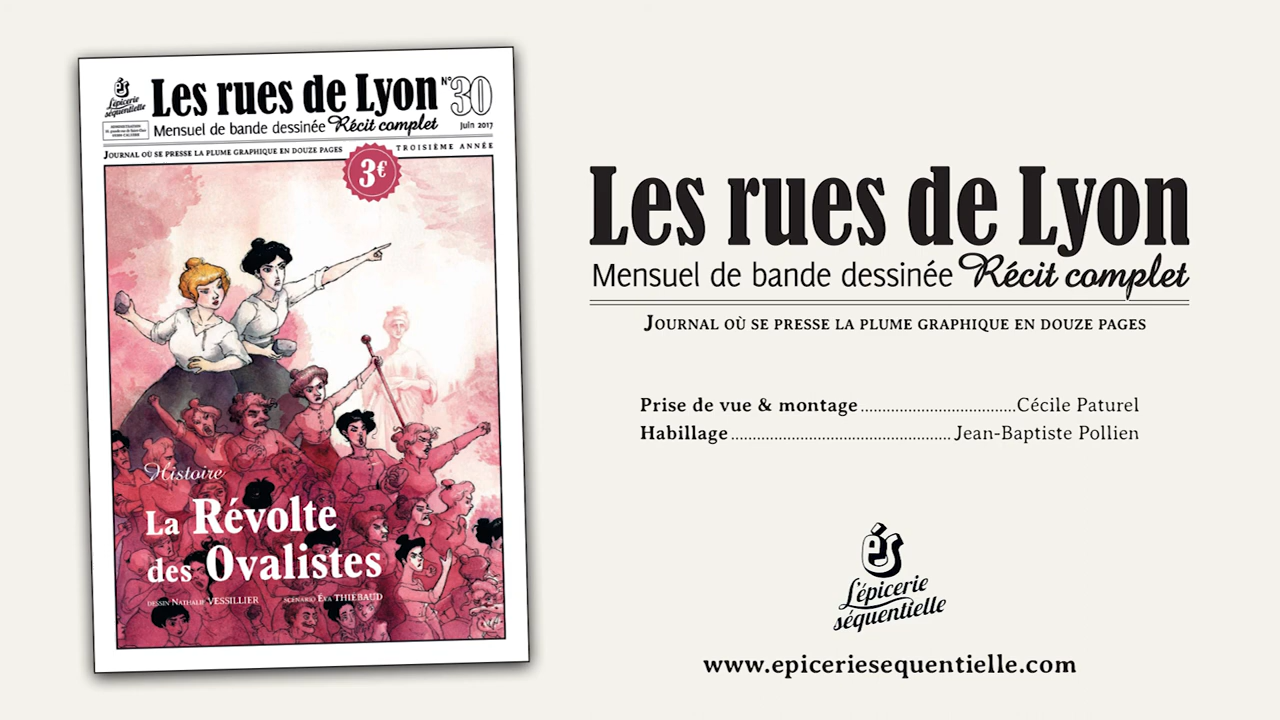 és
L'épicerie
séquentielle
Les rues de Lyon
N°30
Mensuel de bande dessinée Récit complet
Juin 2017
JOURNAL OÙ SE PRESSE LA PLUME GRAPHIQUE EN DOUZE PAGES
TROISIÈME ANNÉE
3€
Histoire
La Révolte
des Ovalistes
DESSIN NATHALIE VESSILLIER
SCÉNARIO ÉVA THIEBAUD
Les rues de Lyon
Mensuel de bande dessinée Récit complet
JOURNAL OÙ SE PRESSE LA PLUME GRAPHIQUE EN DOUZE PAGES
Prise de vue & montage....................................Cécile Paturel
Habillage...................................................Jean-Baptiste Pollien
és
L'épicerie
séquentielle
www.epiceriesequentielle.com